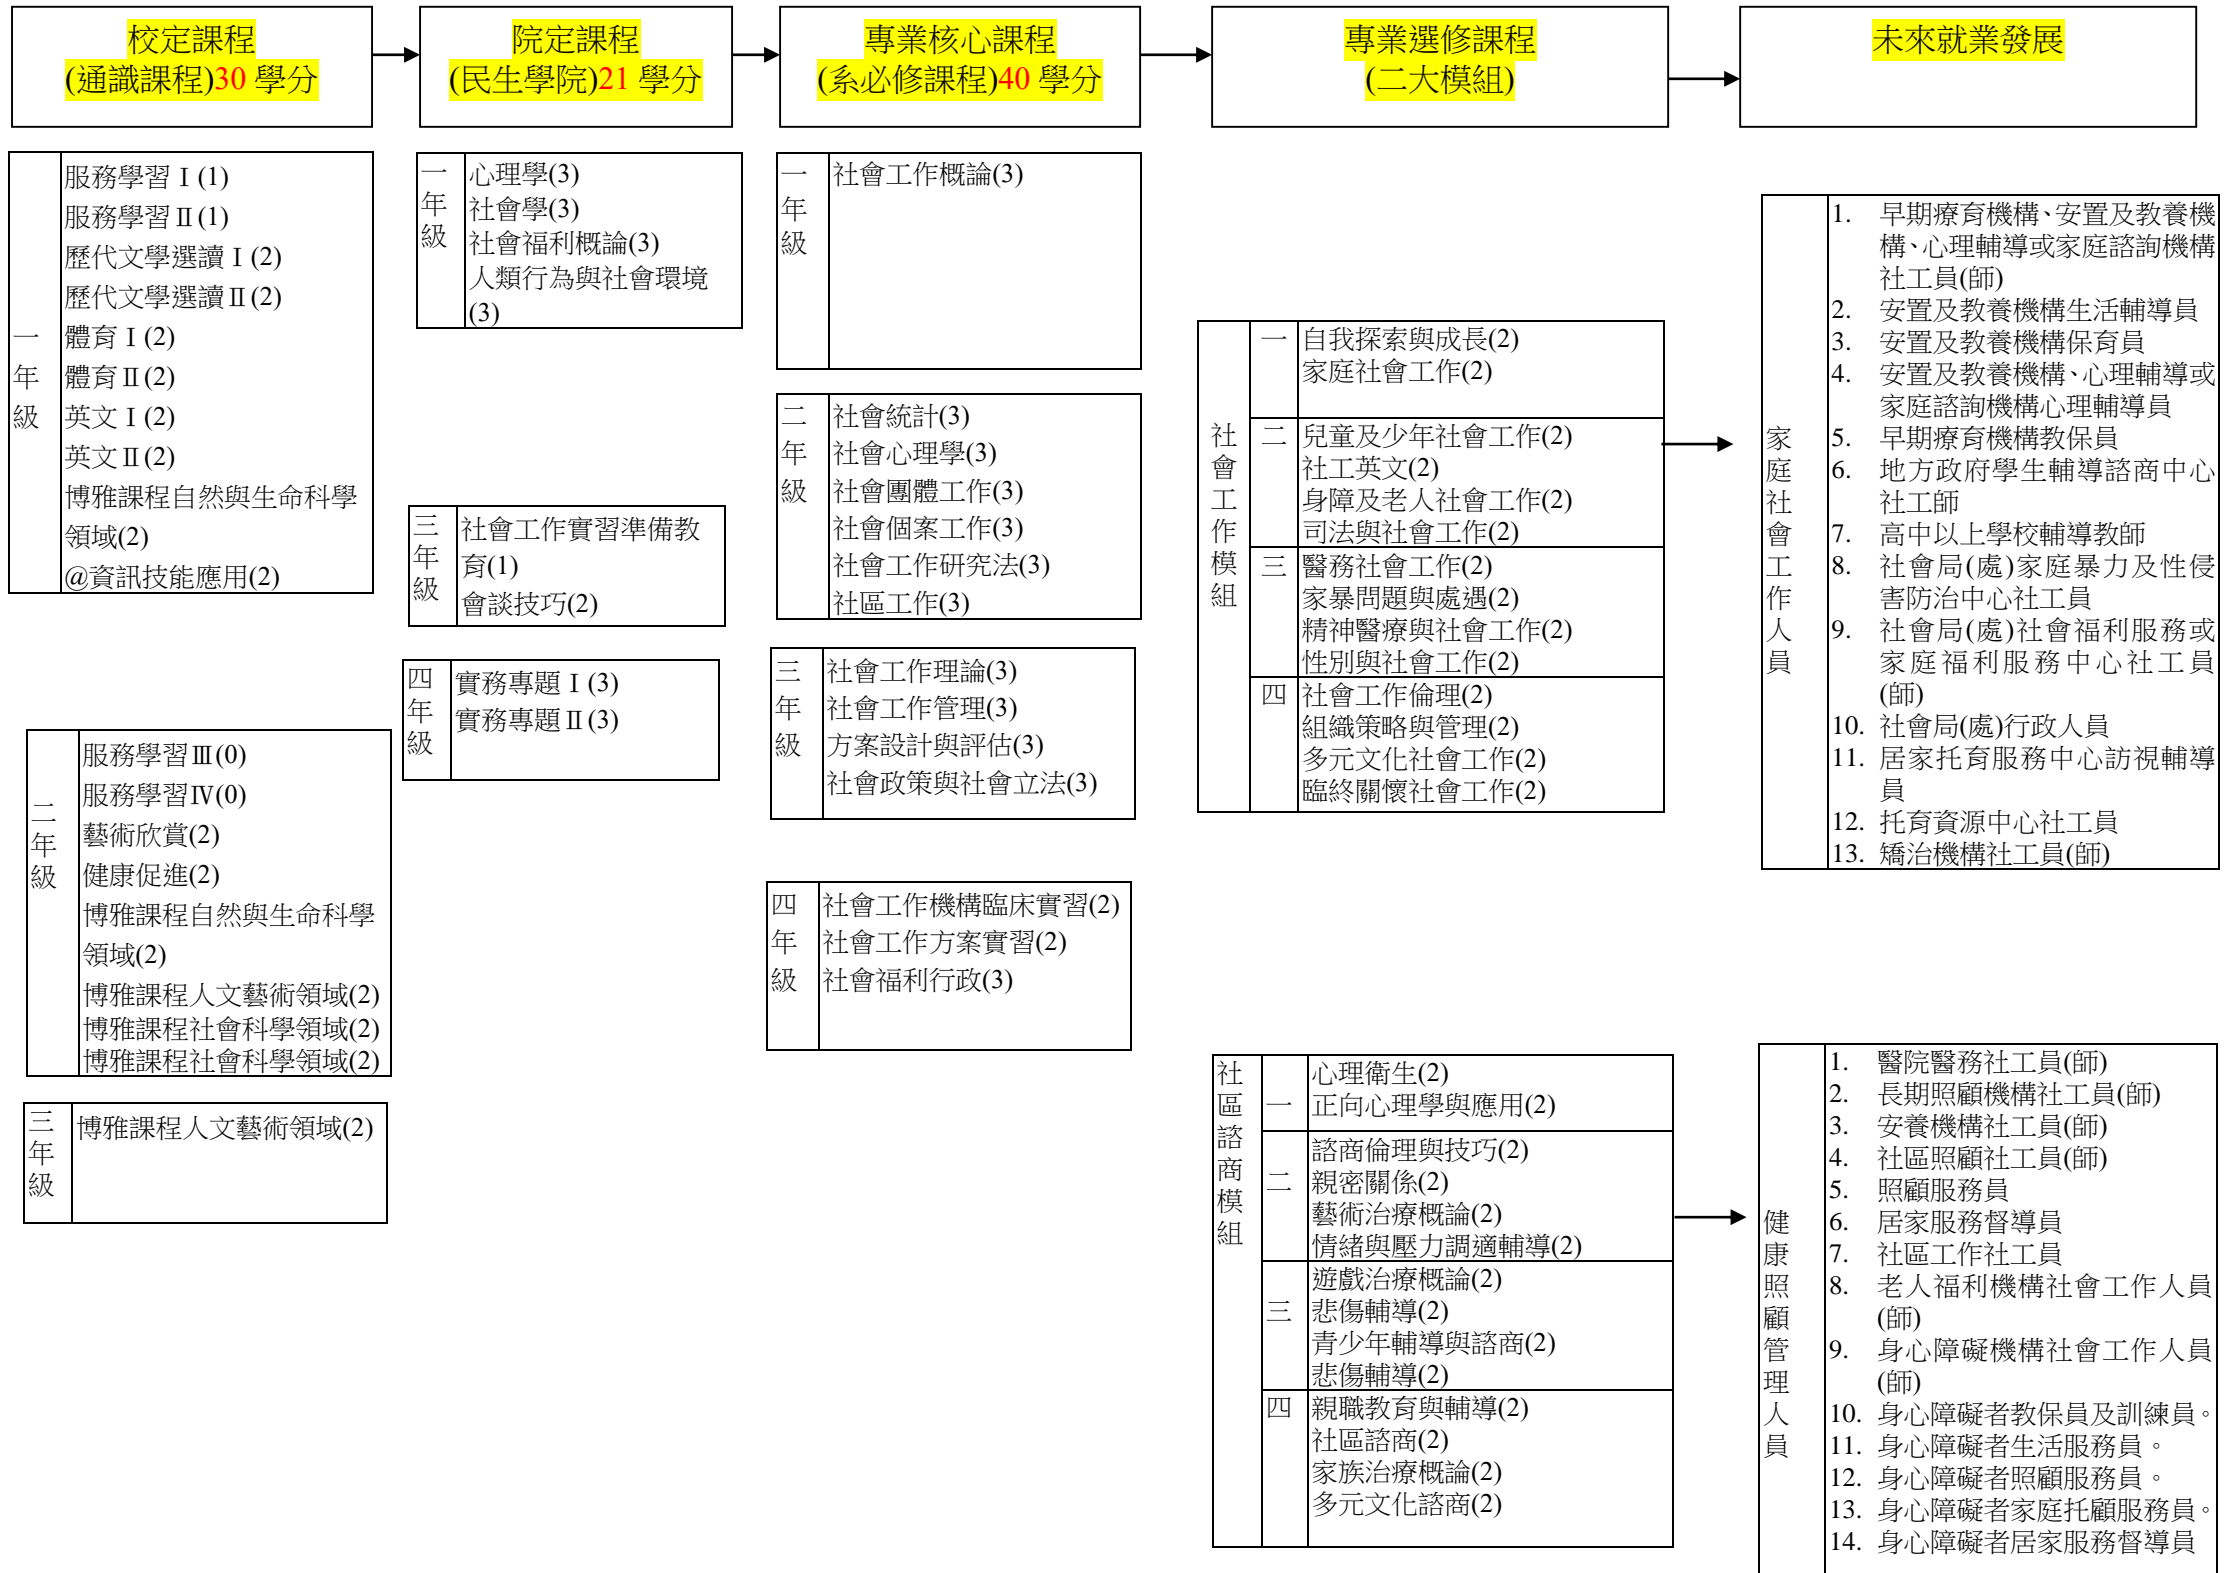 校定課程
(通識課程)30 學分
院定課程
(民生學院)21 學分
專業核心課程
(系必修課程)40 學分
專業選修課程
(二大模組)
未來就業發展
一年級
服務學習Ⅰ(1)
服務學習Ⅱ(1)
歷代文學選讀Ⅰ(2)
歷代文學選讀Ⅱ(2)
體育Ⅰ(2)
體育Ⅱ(2)
英文Ⅰ(2)
英文Ⅱ(2)
博雅課程自然與生命科學
領域(2)
@資訊技能應用(2)
二年級
服務學習Ⅲ(0)
服務學習Ⅳ(0)
藝術欣賞(2)
健康促進(2)
博雅課程自然與生命科學
領域(2)
博雅課程人文藝術領域(2)
博雅課程社會科學領域(2)
博雅課程社會科學領域(2)
三年級
博雅課程人文藝術領域(2)
一年級
心理學(3)
社會學(3)
社會福利概論(3)
人類行為與社會環境
(3)
三年級
社會工作實習準備教
育(1)
會談技巧(2)
四年級
實務專題Ⅰ(3)
實務專題Ⅱ(3)
一年級
社會工作概論(3)
二年級
社會統計(3)
社會心理學(3)
社會團體工作(3)
社會個案工作(3)
社會工作研究法(3)
社區工作(3)
三年級
社會工作理論(3)
社會工作管理(3)
方案設計與評估(3)
社會政策與社會立法(3)
四年級
社會工作機構臨床實習(2)
社會工作方案實習(2)
社會福利行政(3)
社會工作模組
一
自我探索與成長(2)
家庭社會工作(2)
二
兒童及少年社會工作(2)
社工英文(2)
身障及老人社會工作(2)
司法與社會工作(2)
三
醫務社會工作(2)
家暴問題與處遇(2)
精神醫療與社會工作(2)
性別與社會工作(2)
四
社會工作倫理(2)
組織策略與管理(2)
多元文化社會工作(2)
臨終關懷社會工作(2)
社區諮商模組
一
心理衛生(2)
正向心理學與應用(2)
二
諮商倫理與技巧(2)
親密關係(2)
藝術治療概論(2)
情緒與壓力調適輔導(2)
三
遊戲治療概論(2)
悲傷輔導(2)
青少年輔導與諮商(2)
悲傷輔導(2)
四
親職教育與輔導(2)
社區諮商(2)
家族治療概論(2)
多元文化諮商(2)
家庭社會工作人員
1. 早期療育機構、安置及教養機
構、心理輔導或家庭諮詢機構
社工員(師)
2. 安置及教養機構生活輔導員
3. 安置及教養機構保育員
4. 安置及教養機構、心理輔導或
家庭諮詢機構心理輔導員
5. 早期療育機構教保員
6. 地方政府學生輔導諮商中心
社工師
7. 高中以上學校輔導教師
8. 社會局(處)家庭暴力及性侵
害防治中心社工員
9. 社會局(處)社會福利服務或
家庭福利服務中心社工員
(師)
10. 社會局(處)行政人員
11. 居家托育服務中心訪視輔導
員
12. 托育資源中心社工員
13. 矯治機構社工員(師)
健康照顧管理人員
1. 醫院醫務社工員(師)
2. 長期照顧機構社工員(師)
3. 安養機構社工員(師)
4. 社區照顧社工員(師)
5. 照顧服務員
6. 居家服務督導員
7. 社區工作社工員
8. 老人福利機構社會工作人員
(師)
9. 身心障礙機構社會工作人員
(師)
10. 身心障礙者教保員及訓練員。
11. 身心障礙者生活服務員。
12. 身心障礙者照顧服務員。
13. 身心障礙者家庭托顧服務員。
14. 身心障礙者居家服務督導員